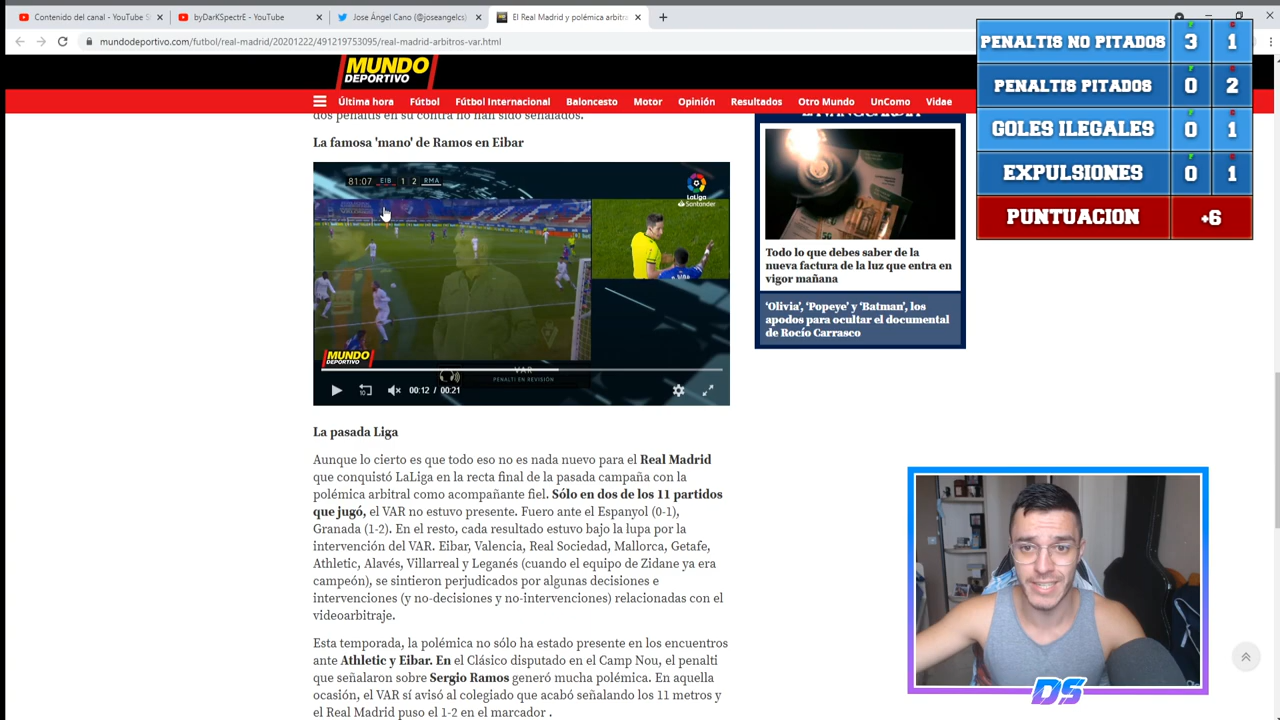 Contenido del canal - YouTube S
byDarKSpectrE - YouTube
Jose Ángel Cano (@joseangelcs)
El Real Madrid y polémica arbitra
mundodeportivo.com/futbol/real-madrid/20201222/491219753095/real-madrid-arbitros-var.html
MUNDO
DEPORTIVO
Última hora Fútbol Fútbol Internacional Baloncesto Motor Opinión Resultados Otro Mundo UnComo Vidae
dos penaltis en su contra no han sido señalados.
La famosa 'mano' de Ramos en Eibar
81:07 EIB 1 2 RMA
LaLiga
Santander
MUNDO
DEPORTIVO
VAR
PENALTI EN REVISIÓN
10
00:12 / 00:21
La pasada Liga
Aunque lo cierto es que todo eso no es nada nuevo para el Real Madrid
que conquistó LaLiga en la recta final de la pasada campaña con la
polémica arbitral como acompañante fiel. Sólo en dos de los 11 partidos
que jugó, el VAR no estuvo presente. Fuero ante el Espanyol (0-1),
Granada (1-2). En el resto, cada resultado estuvo bajo la lupa por la
intervención del VAR. Eibar, Valencia, Real Sociedad, Mallorca, Getafe,
Athletic, Alavés, Villarreal y Leganés (cuando el equipo de Zidane ya era
campeón), se sintieron perjudicados por algunas decisiones e
intervenciones (y no-decisiones y no-intervenciones) relacionadas con el
videoarbitraje.
Esta temporada, la polémica no sólo ha estado presente en los encuentros
ante Athletic y Eibar. En el Clásico disputado en el Camp Nou, el penalti
que señalaron sobre Sergio Ramos generó mucha polémica. En aquella
ocasión, el VAR sí avisó al colegiado que acabó señalando los 11 metros y
el Real Madrid puso el 1-2 en el marcador .
LA VANGUARDIA
Todo lo que debes saber de la
nueva factura de la luz que entra en
vigor mañana
‘Olivia’, ‘Popeye’ y ‘Batman’, los
apodos para ocultar el documental
de Rocío Carrasco
PENALTIS NO PITADOS 3 1
PENALTIS PITADOS 0 2
GOLES ILEGALES 0 1
EXPULSIONES 0 1
PUNTUACION +6
DS